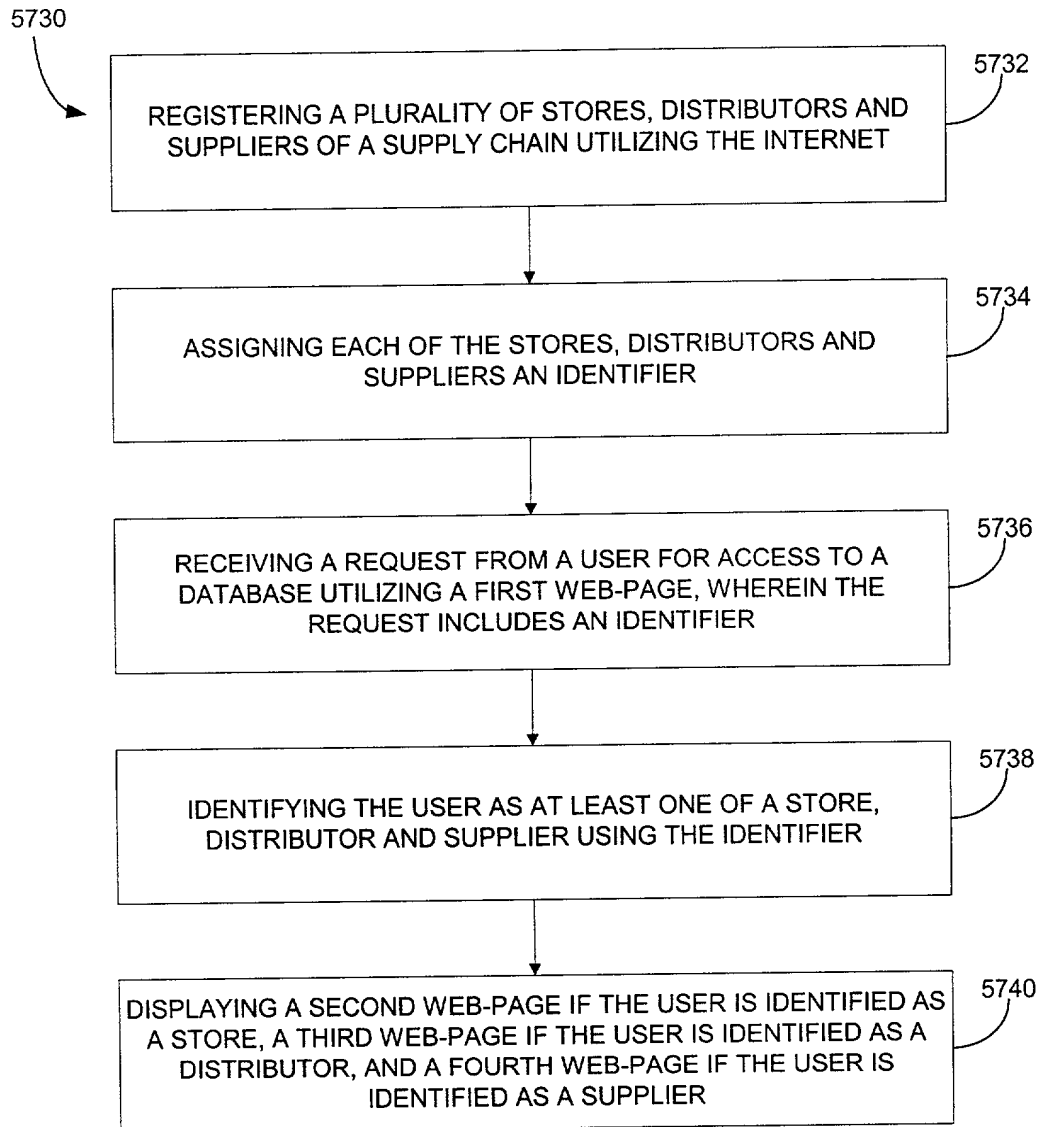 5730
5732
REGISTERING A PLURALITY OF STORES, DISTRIBUTORS AND
SUPPLIERS OF A SUPPLY CHAIN UTILIZING THE INTERNET
5734
ASSIGNING EACH OF THE STORES, DISTRIBUTORS AND
SUPPLIERS AN IDENTIFIER
5736
RECEIVING A REQUEST FROM A USER FOR ACCESS TO A
DATABASE UTILIZING A FIRST WEB-PAGE, WHEREIN THE
REQUEST INCLUDES AN IDENTIFIER
5738
IDENTIFYING THE USER AS AT LEAST ONE OF A STORE,
DISTRIBUTOR AND SUPPLIER USING THE IDENTIFIER
5740
DISPLAYING A SECOND WEB-PAGE IF THE USER IS IDENTIFIED AS
A STORE, A THIRD WEB-PAGE IF THE USER IS IDENTIFIED AS A
DISTRIBUTOR, AND A FOURTH WEB-PAGE IF THE USER IS
IDENTIFIED AS A SUPPLIER